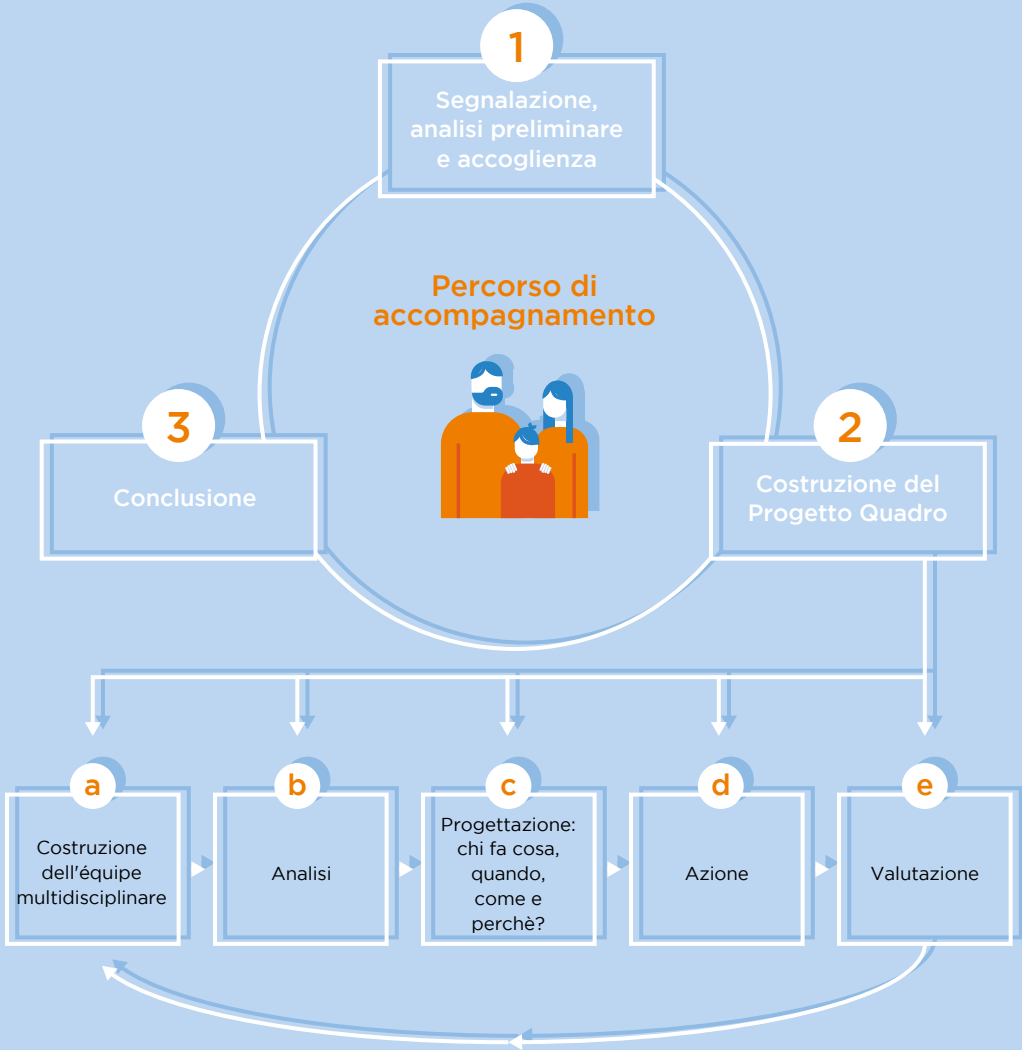 1
Segnalazione,
analisi preliminare
e accoglienza
Percorso di
accompagnamento
3
Conclusione
2
Costruzione del
Progetto Quadro
a
Costruzione
dell'équipe
multidisciplinare
b
Analisi
c
Progettazione:
chi fa cosa,
quando,
come e
perchè?
d
Azione
e
Valutazione